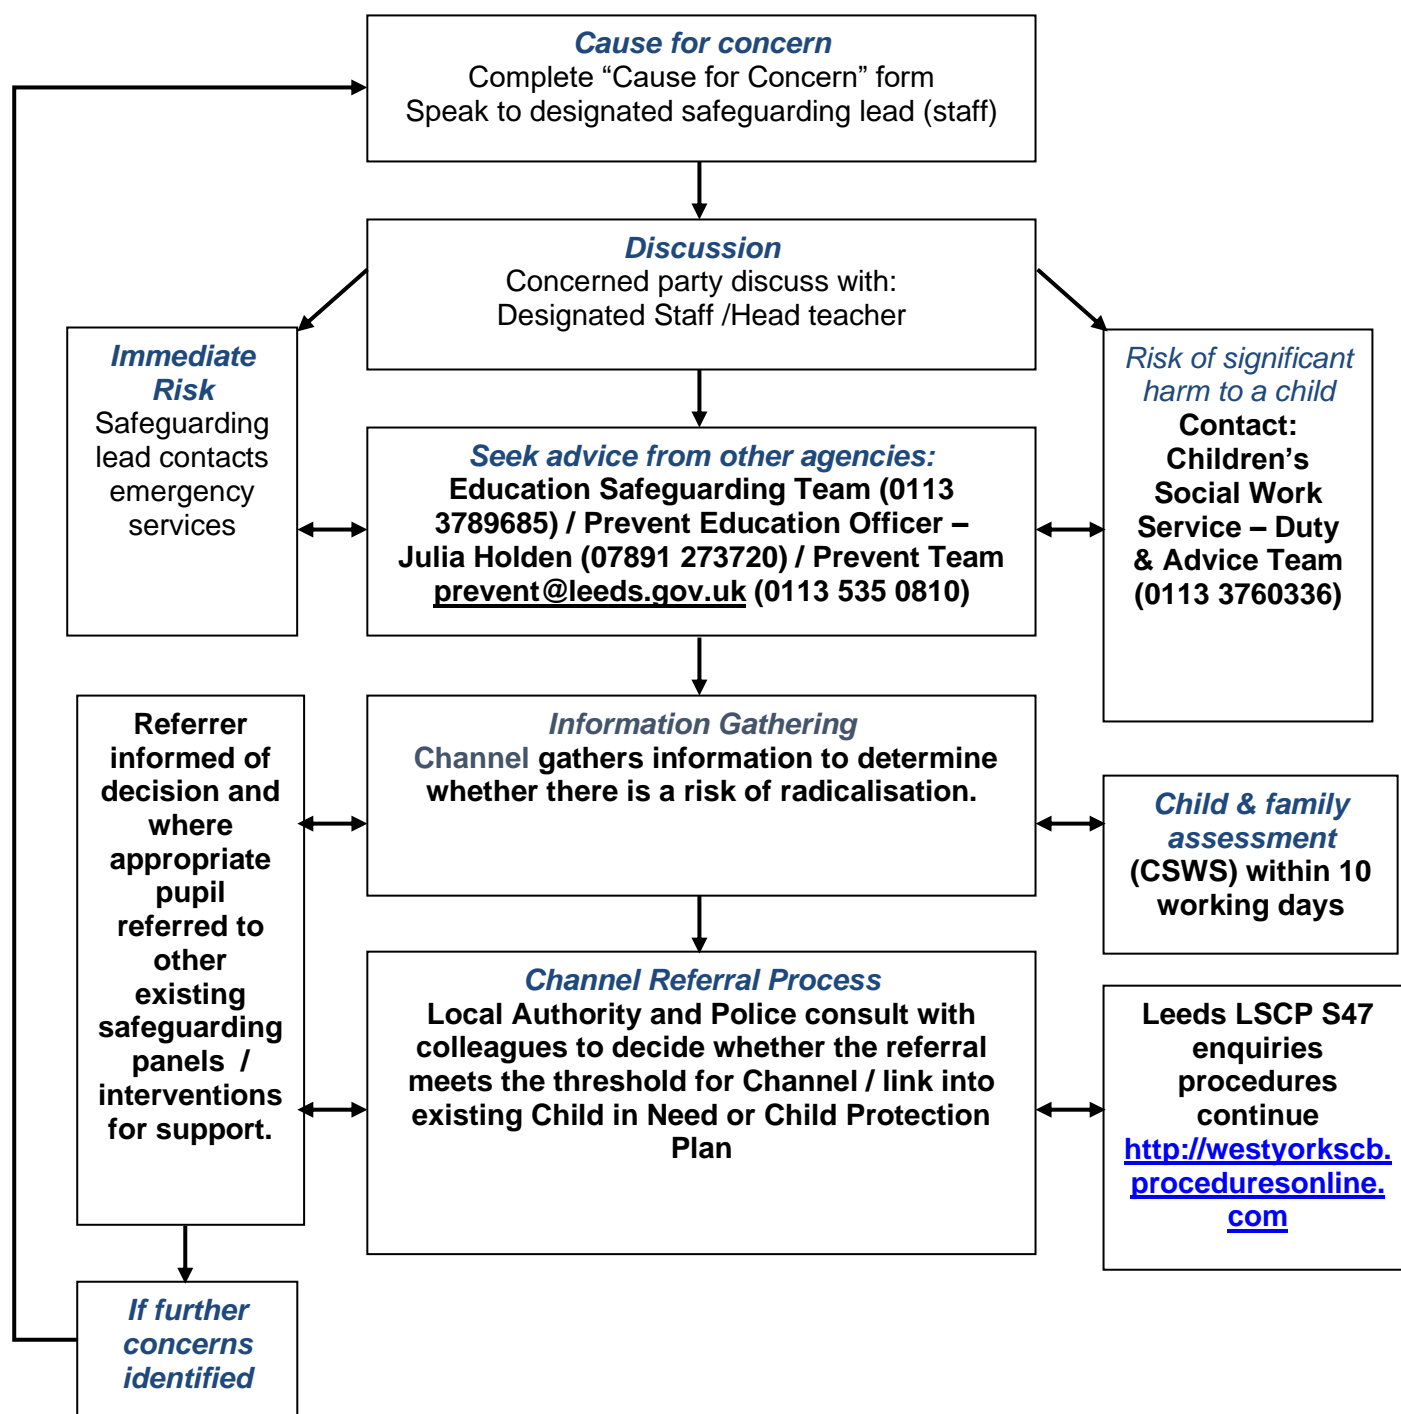 Cause for concern
Complete “Cause for Concern” form
Speak to designated safeguarding lead (staff)
Discussion
Concerned party discuss with:
Designated Staff /Head teacher
Immediate
Risk
Safeguarding
lead contacts
emergency
services
Seek advice from other agencies:
Education Safeguarding Team (0113
3789685) / Prevent Education Officer –
Julia Holden (07891 273720) / Prevent Team
prevent@leeds.gov.uk (0113 535 0810)
Risk of significant
harm to a child
Contact:
Children’s
Social Work
Service – Duty
& Advice Team
(0113 3760336)
Referrer
informed of
decision and
where
appropriate
pupil
referred to
other
existing
safeguarding
panels /
interventions
for support.
Information Gathering
Channel gathers information to determine
whether there is a risk of radicalisation.
Child & family
assessment
(CSWS) within 10
working days
Channel Referral Process
Local Authority and Police consult with
colleagues to decide whether the referral
meets the threshold for Channel / link into
existing Child in Need or Child Protection
Plan
Leeds LSCP S47
enquiries
procedures
continue
http://westyorkscb.
proceduresonline.
com
If further
concerns
identified